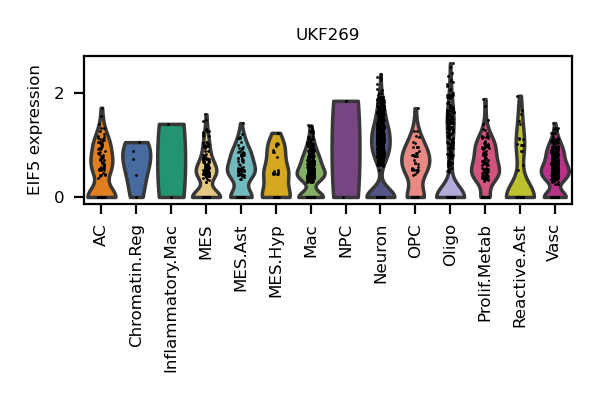 UKF269
EIF5 expression
2
0
AC
Chromatin.Reg
Inflammatory.Mac
MES
MES.Ast
MES.Hyp
Mac
NPC
Neuron
OPC
Oligo
Prolif.Metab
Reactive.Ast
Vasc